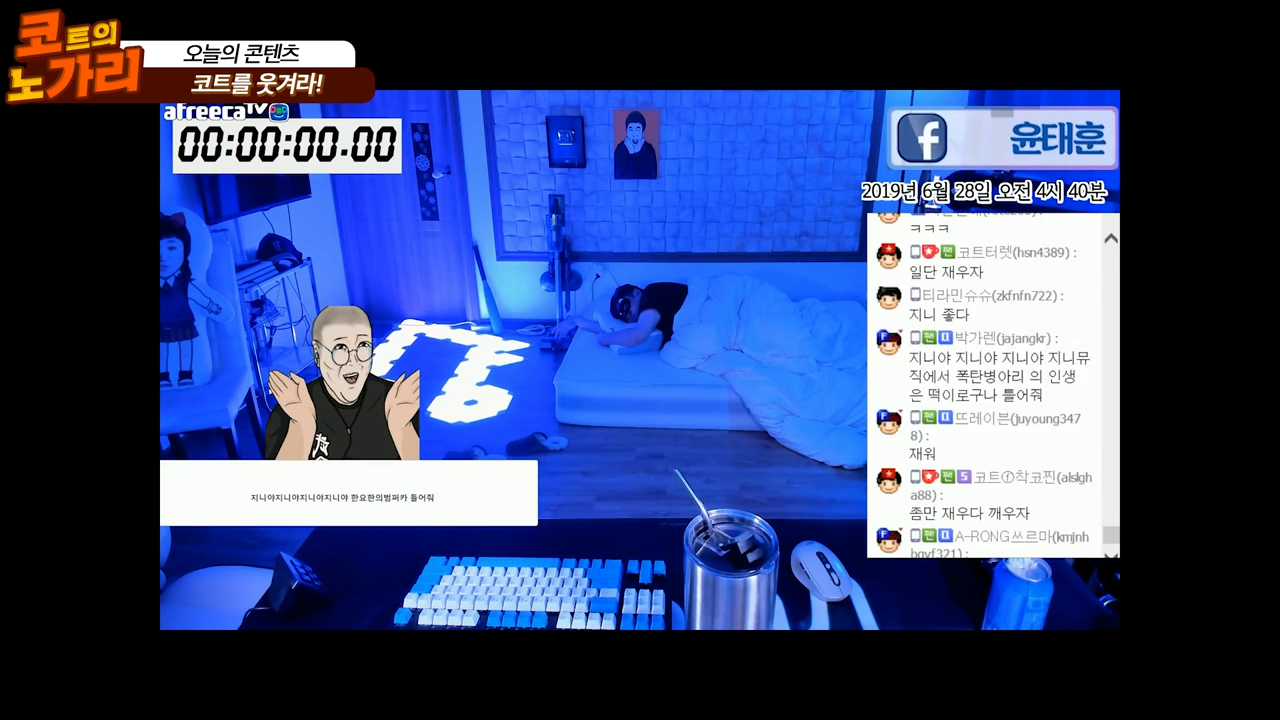 코트의
노가리
오늘의 콘텐츠
코트를 웃겨라!
afreecaTV
00:00:00.00
윤태훈
2019년 6월 28일 오전 4시 40분
ㅋㅋㅋ
팬 코트터렛(hsn4389) :
일단 재우자
티라민슈슈(zkfnfn722) :
지니 좋다
팬 박가렌(jajangkr) :
지니야 지니야 지니야 지니뮤
직에서 폭탄병아리 의 인생
은 떡이로구나 틀어줘
팬 뜨레이븐(juyoung347
8) :
재워
팬 S 코트ⓕ착코찐(alslgh
a88) :
좀만 재우다 깨우자
팬 A-RONG쓰르마(kmjnh
bgvf321) :
지니야지니야지니야지니야 한요한의범퍼카 틀어줘